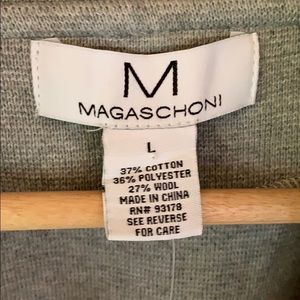 M
MAGASCHONI
L
37% COTTON
36% POLYESTER
27% WOOL
MADE IN CHINA
RN# 93178
SEE REVERSE
FOR CARE